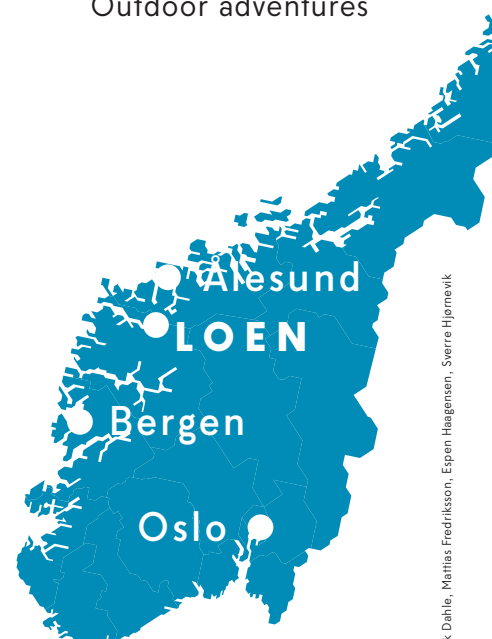 Outdoor adventures
Ålesund
LOEN
Bergen
Oslo
Dahle, Mattias Fredriksson, Espen Haagensen, Sverre Hjørnevik